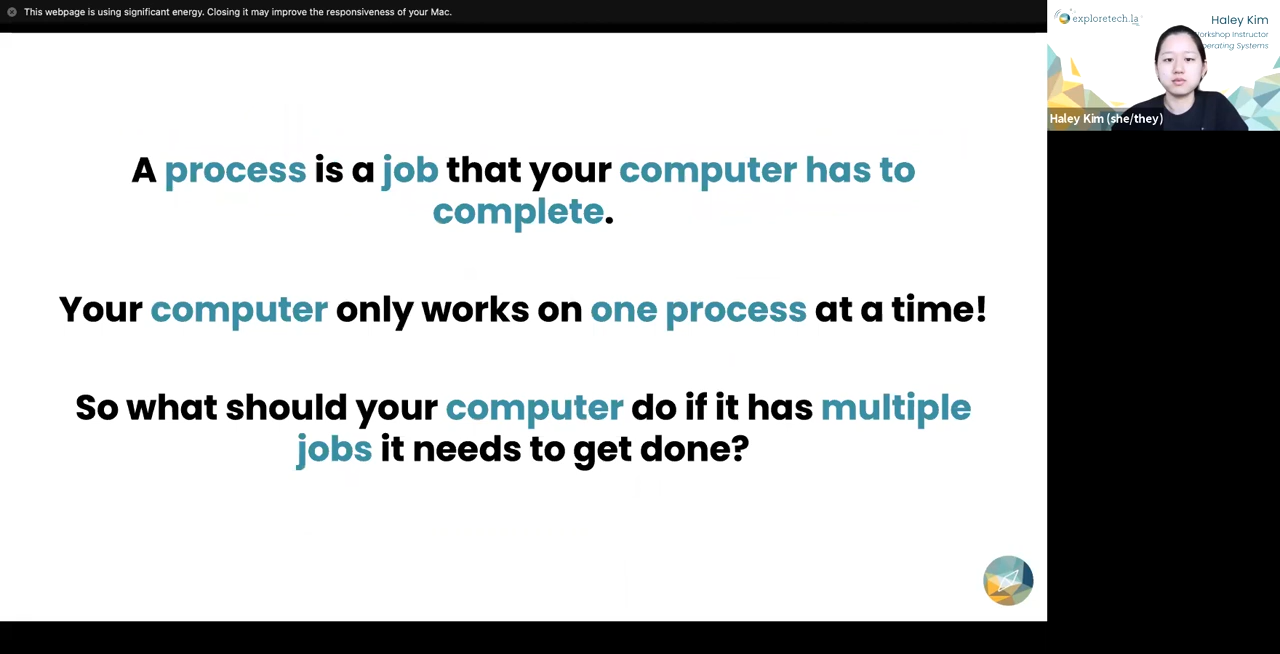 This webpage is using significant energy. Closing it may improve the responsiveness of your Mac.
exploretech.la
Haley Kim
Workshop Instructor
Operating Systems
Haley Kim (she/they)
A process is a job that your computer has to
complete.
Your computer only works on one process at a time!
So what should your computer do if it has multiple
jobs it needs to get done?